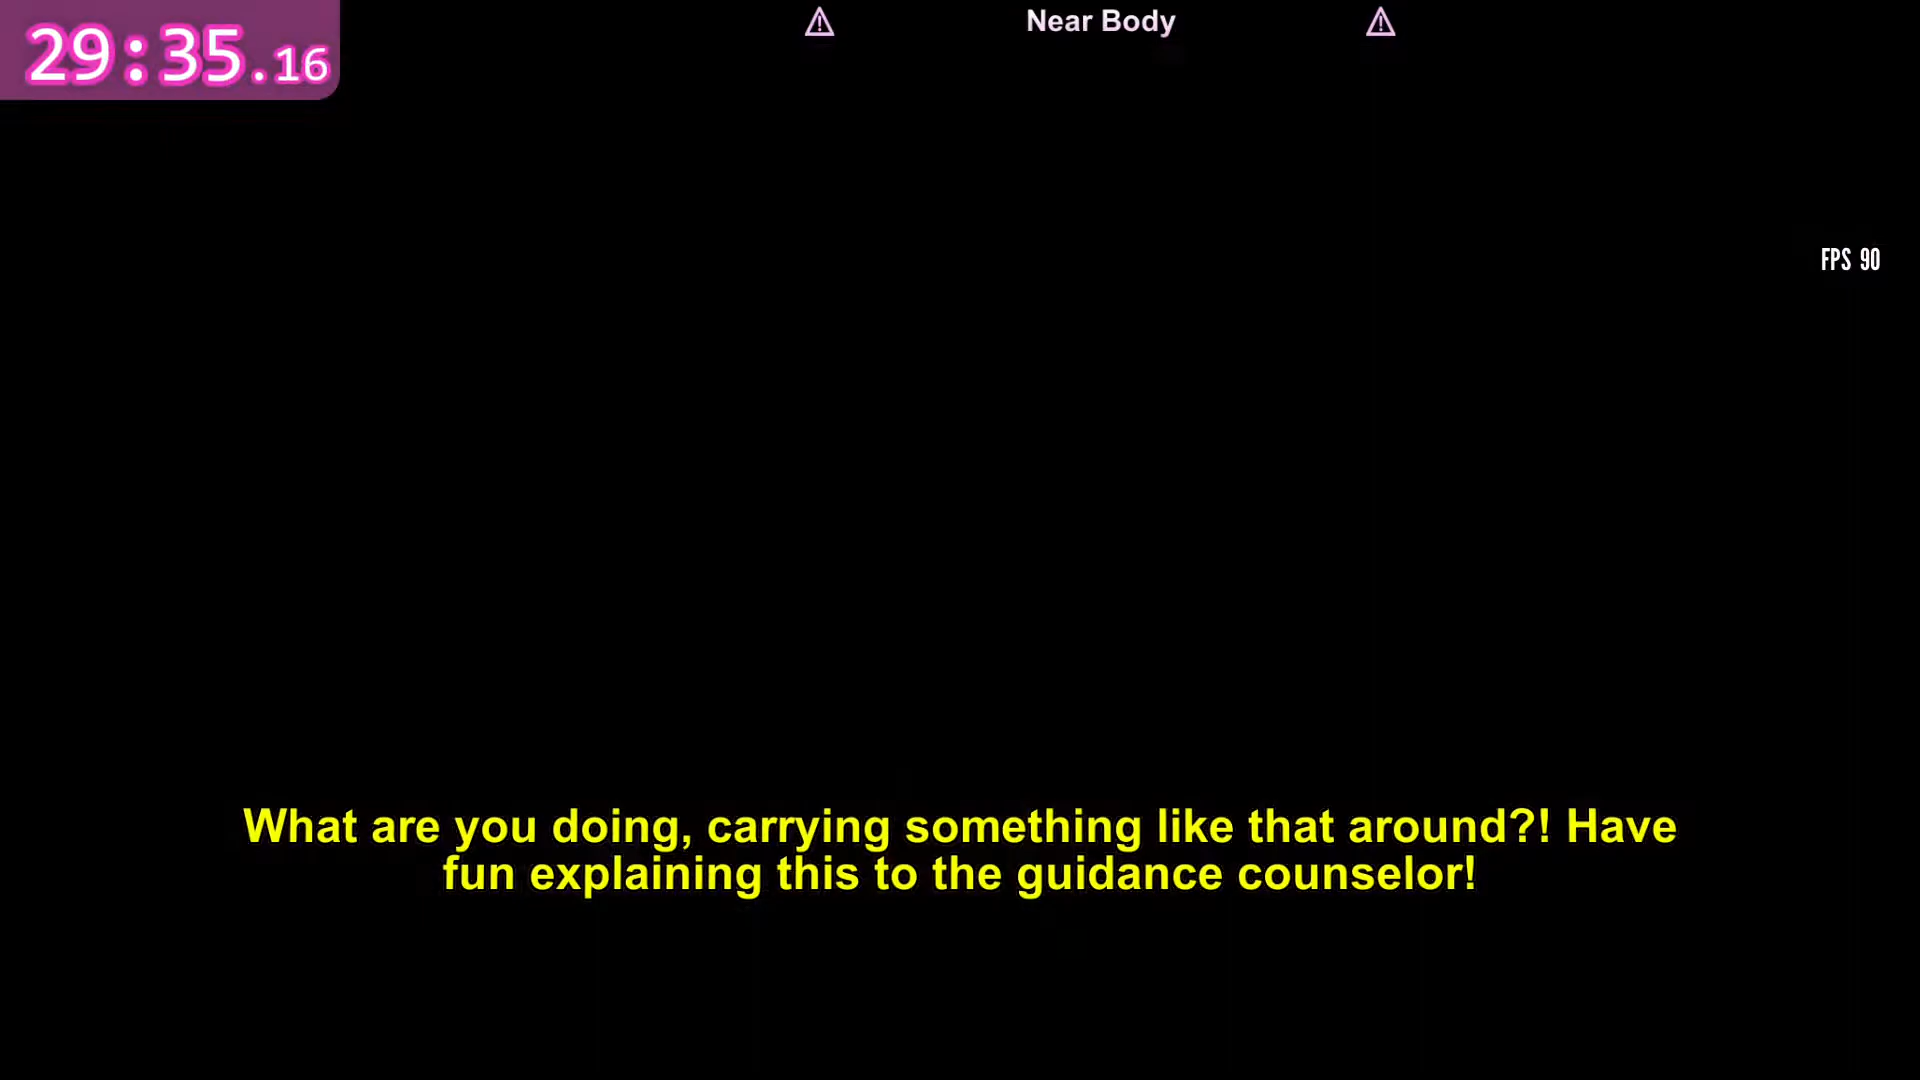 29:35.16
Near Body
FPS 90
What are you doing, carrying something like that around?! Have
fun explaining this to the guidance counselor!